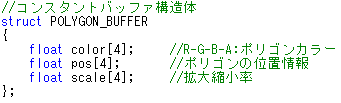 //コンスタントバッファ構造体
struct POLYGON_BUFFER
{
    float color[4];     //R-G-B-A:ポリゴンカラー
    float pos[4];       //ポリゴンの位置情報
    float scale[4];     //拡大縮小率
};